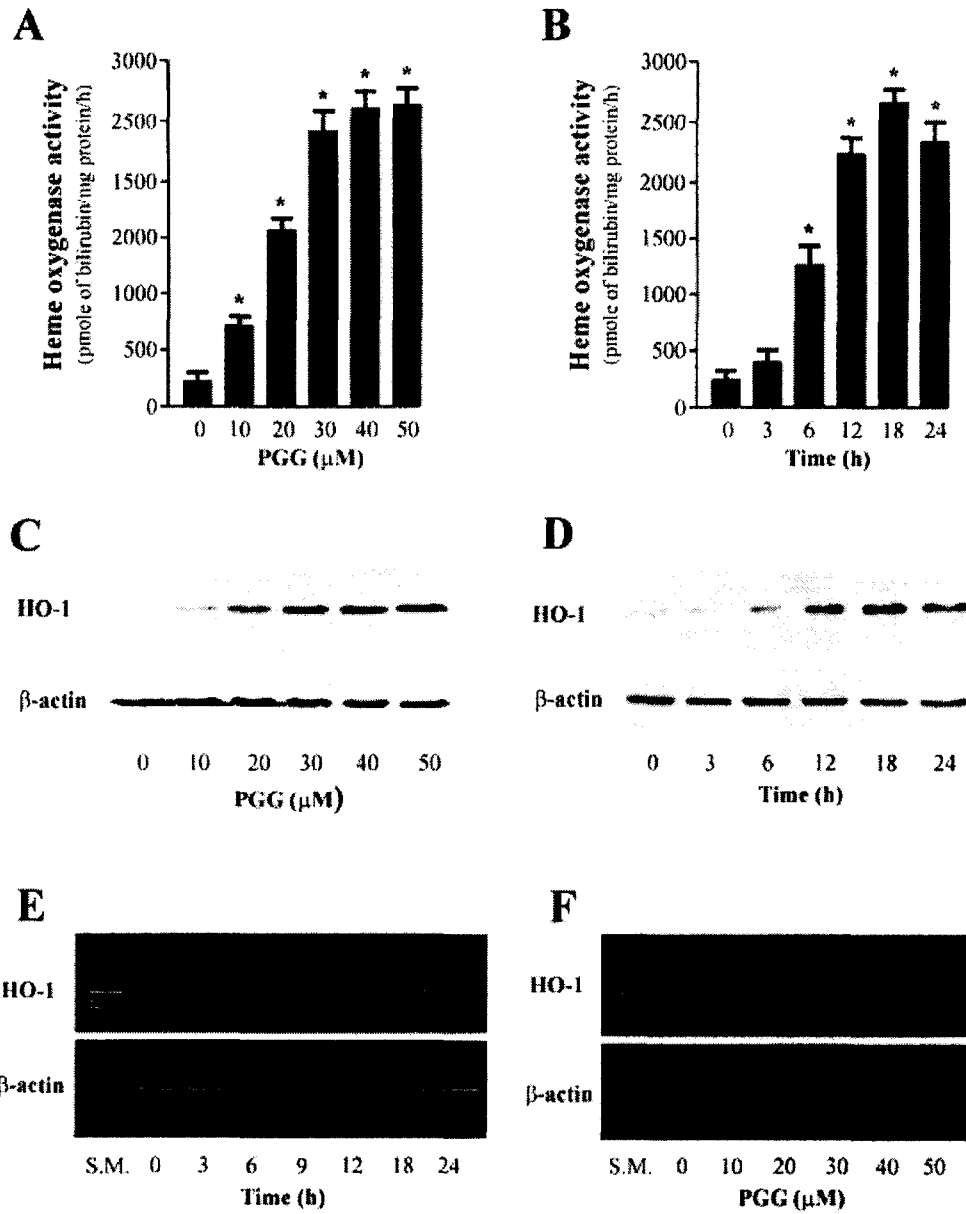 A
Heme oxygenase activity
(pmole of bilirubin/mg protein/h)
3000
2500
1500
2000
1000
500
0
* * * * *
0 10 20 30 40 50
PGG (μM)
B
Heme oxygenase activity
(pmole of bilirubin/mg protein/h)
3000
2500
2000
1500
500
0
* * * *
0 3 6 12 18 24
Time (h)
C
HO-1
β-actin
0 10 20 30 40 50
PGG (μM)
D
HO-1
β-actin
0 3 6 12 18 24
Time (h)
E
HO-1
β-actin
S.M. 0 3 6 9 12 18 24
Time (h)
F
HO-1
β-actin
S.M. 0 10 20 30 40 50
PGG (μM)